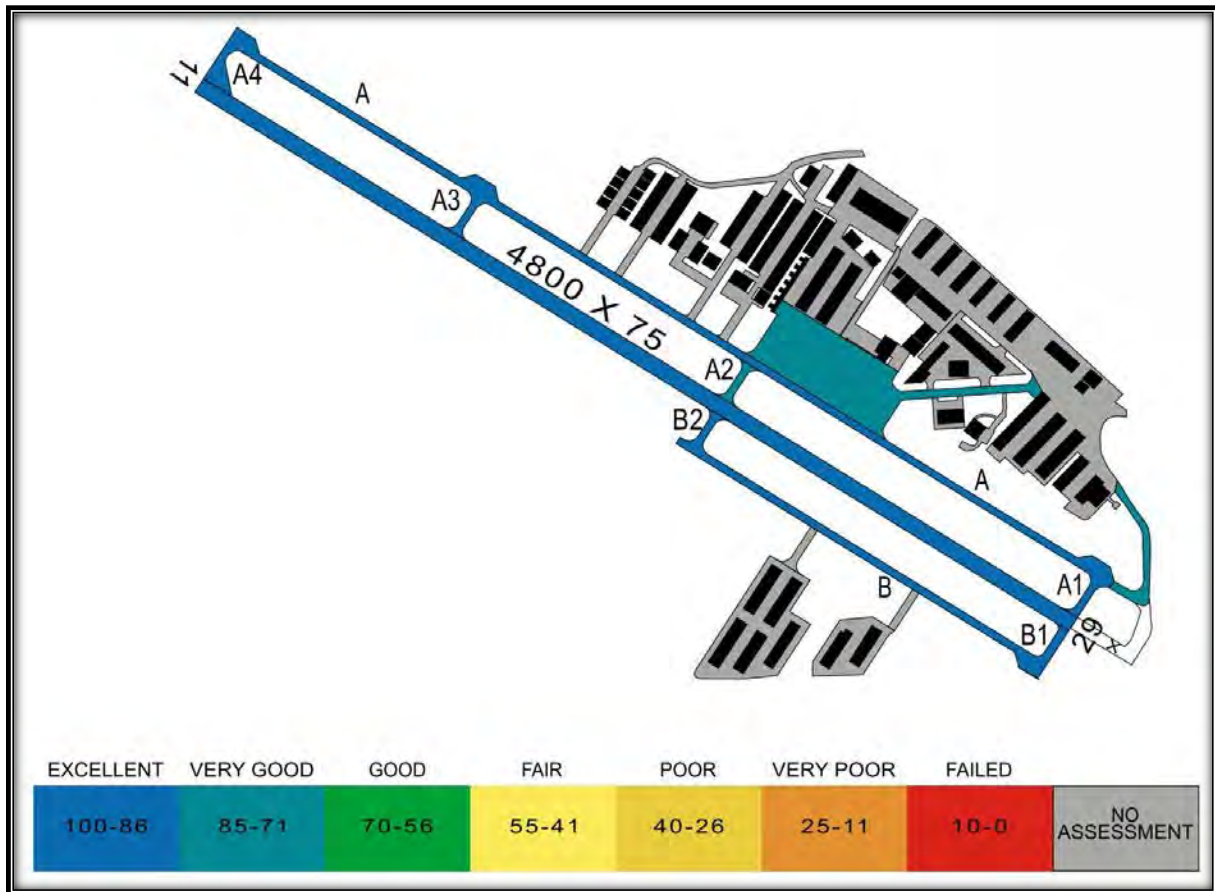 11
A4
A
A3
4800 X 75
A2
B2
A
B
A1
B1
29
X
EXCELLENT VERY GOOD GOOD FAIR POOR VERY POOR FAILED
100-86 85-71 70-56 55-41 40-26 25-11 10-0 NO
ASSESSMENT